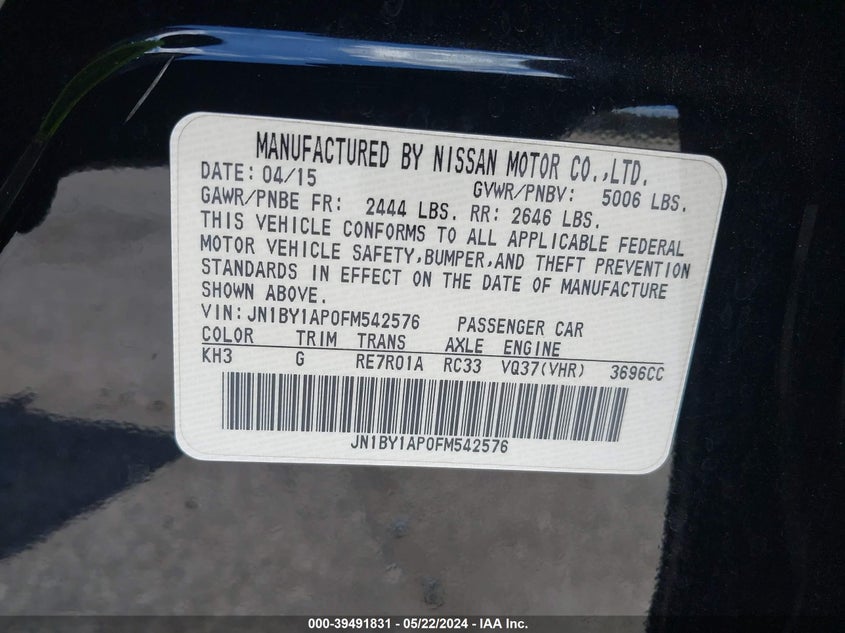 MANUFACTURED BY NISSAN MOTOR CO.,LTD.
DATE: 04/15 GVWR/PNBV: 5006 LBS.
GAWR/PNBE FR: 2444 LBS. RR: 2646 LBS.
THIS VEHICLE CONFORMS TO ALL APPLICABLE FEDERAL
MOTOR VEHICLE SAFETY,BUMPER,AND THEFT PREVENTION
STANDARDS IN EFFECT ON THE DATE OF MANUFACTURE
SHOWN ABOVE.
VIN: JN1BY1AP0FM542576 PASSENGER CAR
COLOR TRIM TRANS AXLE ENGINE
KH3 G RE7R01A RC33 VQ37(VHR) 3696CC
JN1BY1AP0FM542576
000-39491831 - 05/22/2024 - IAA Inc.